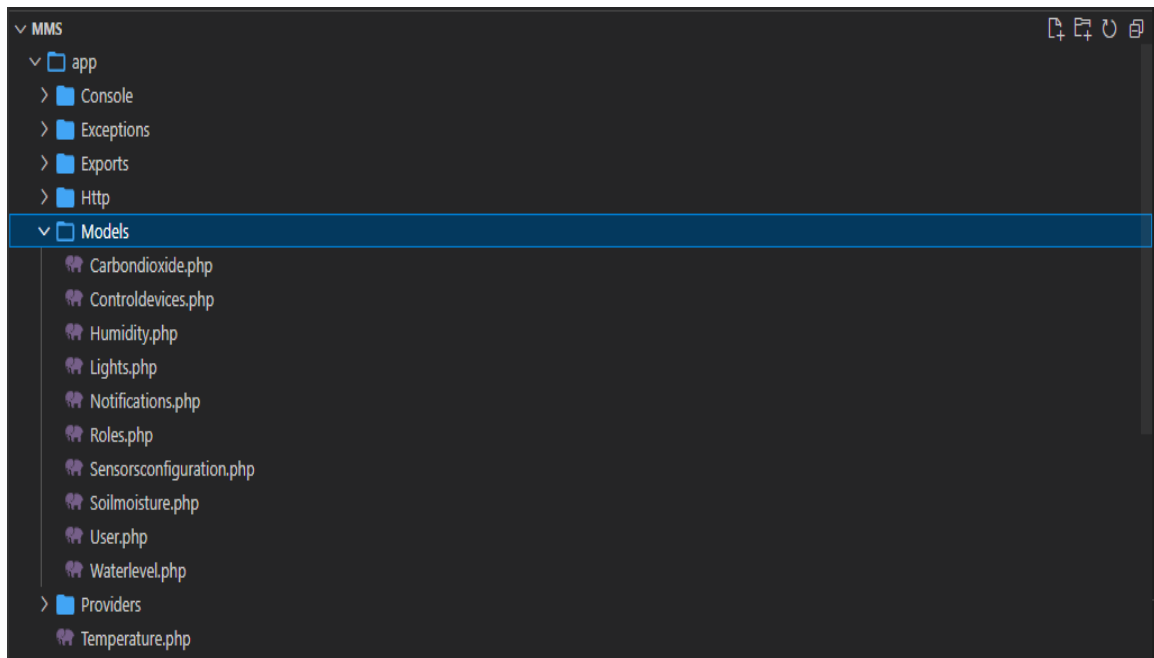 MMS
app
Console
Exceptions
Exports
Http
Models
Carbondioxide.php
Controldevices.php
Humidity.php
Lights.php
Notifications.php
Roles.php
Sensorsconfiguration.php
Soilmoisture.php
User.php
Waterlevel.php
Providers
Temperature.php